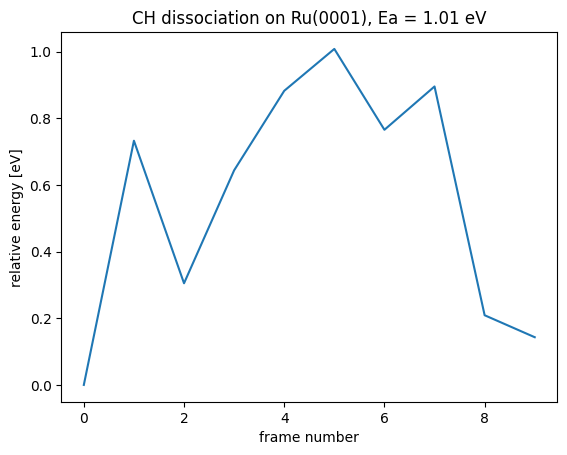 CH dissociation on Ru(0001), Ea = 1.01 eV
relative energy [eV]
1.0
0.8
0.6
0.4
0.2
0.0
0 2 4 6 8
frame number